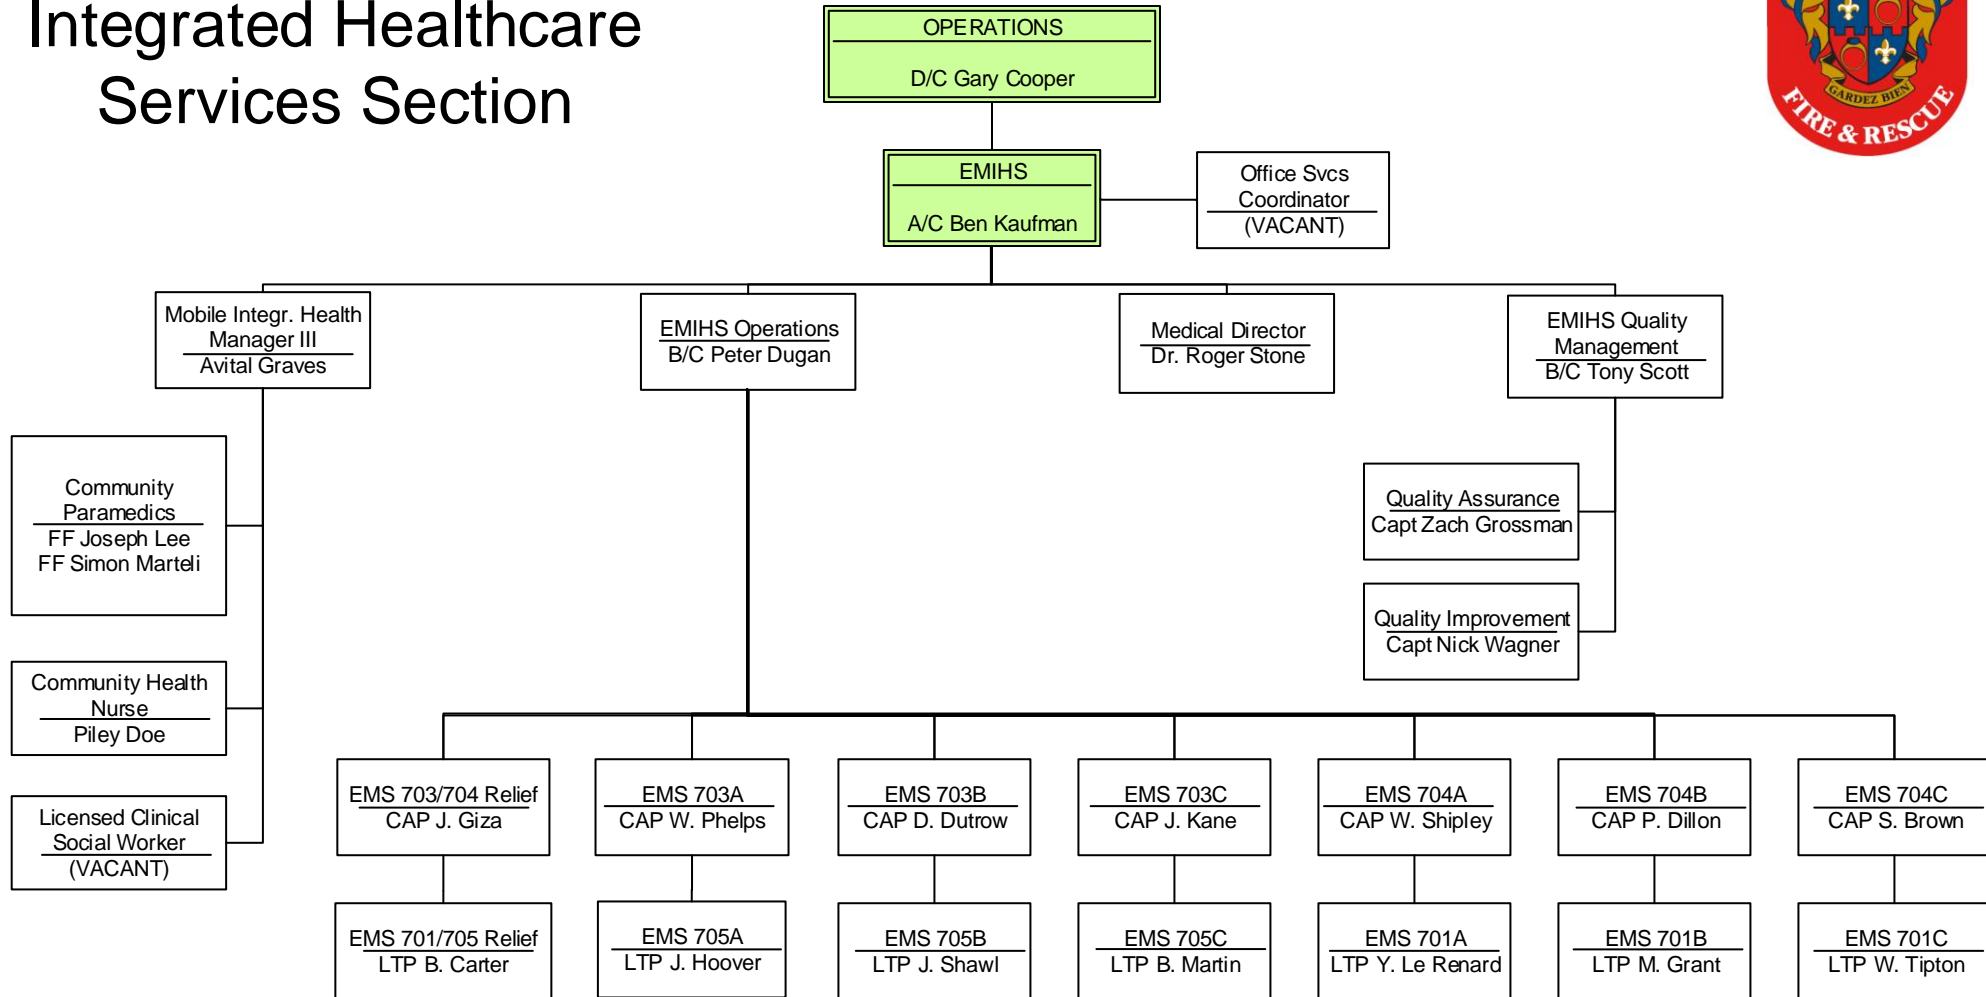 Integrated Healthcare
Services Section
OPERATIONS
D/C Gary Cooper
GARDEZ BIEN
FIRE & RESCUE
EMIHS
A/C Ben Kaufman
Office Svcs
Coordinator
(VACANT)
Mobile Integr. Health
Manager III
Avital Graves
EMIHS Operations
B/C Peter Dugan
Medical Director
Dr. Roger Stone
EMIHS Quality
Management
B/C Tony Scott
Community
Paramedics
FF Joseph Lee
FF Simon Marteli
Quality Assurance
Capt Zach Grossman
Quality Improvement
Capt Nick Wagner
Community Health
Nurse
Piley Doe
Licensed Clinical
Social Worker
(VACANT)
EMS 703/704 Relief
CAP J. Giza
EMS 703A
CAP W. Phelps
EMS 703B
CAP D. Dutrow
EMS 703C
CAP J. Kane
EMS 704A
CAP W. Shipley
EMS 704B
CAP P. Dillon
EMS 704C
CAP S. Brown
EMS 701/705 Relief
LTP B. Carter
EMS 705A
LTP J. Hoover
EMS 705B
LTP J. Shawl
EMS 705C
LTP B. Martin
EMS 701A
LTP Y. Le Renard
EMS 701B
LTP M. Grant
EMS 701C
LTP W. Tipton